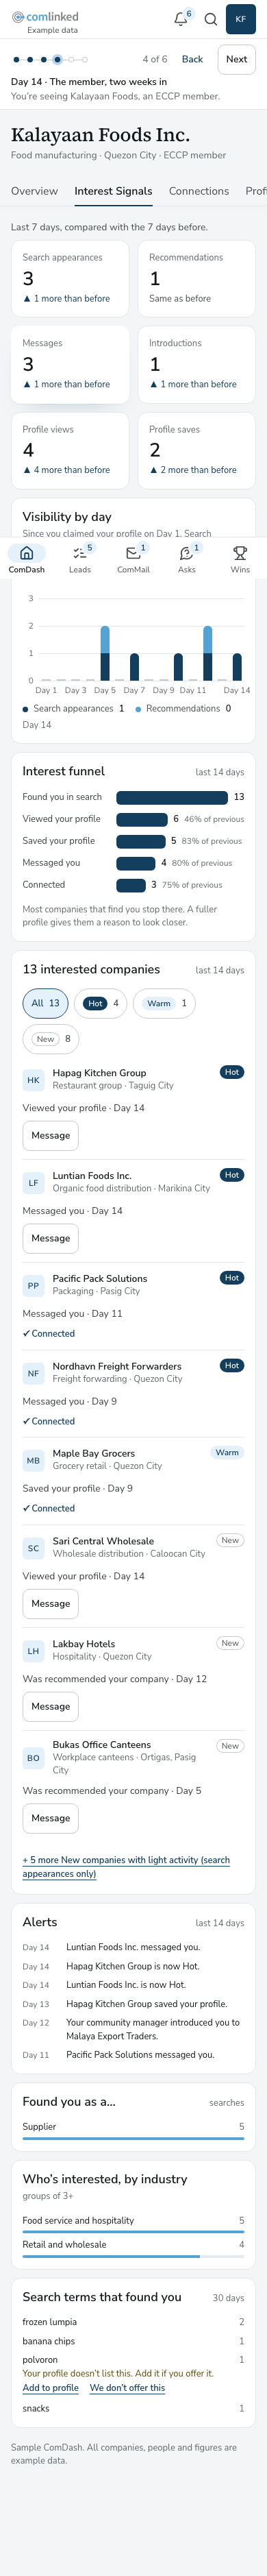 comlinked
Example data
6
KF
4 of 6
Back
Next
Day 14 · The member, two weeks in
You're seeing Kalayaan Foods, an ECCP member.
Kalayaan Foods Inc.
Food manufacturing · Quezon City · ECCP member
Overview
Interest Signals
Connections
Last 7 days, compared with the 7 days before.
Search appearances
3
▲ 1 more than before
Recommendations
1
Same as before
Messages
3
▲ 1 more than before
Introductions
1
▲ 1 more than before
Profile views
4
▲ 4 more than before
Profile saves
2
▲ 2 more than before
Visibility by day
Since you claimed your profile on Day 1. Search
ComDash
5
Leads
1
ComMail
1
Asks
Wins
3
2
1
0
Day 1
Day 3
Day 5
Day 7
Day 9
Day 11
Day 14
Search appearances 1
Recommendations 0
Day 14
Interest funnel
last 14 days
Found you in search
13
Viewed your profile
6 46% of previous
Saved your profile
5 83% of previous
Messaged you
4 80% of previous
Connected
3 75% of previous
Most companies that find you stop there. A fuller
profile gives them a reason to look closer.
13 interested companies
last 14 days
All 13
Hot 4
Warm 1
New 8
HK
Hapag Kitchen Group
Hot
Restaurant group · Taguig City
Viewed your profile · Day 14
Message
LF
Luntian Foods Inc.
Hot
Organic food distribution · Marikina City
Messaged you · Day 14
Message
PP
Pacific Pack Solutions
Hot
Packaging · Pasig City
Messaged you · Day 11
✓ Connected
NF
Nordhavn Freight Forwarders
Hot
Freight forwarding · Quezon City
Messaged you · Day 9
✓ Connected
MB
Maple Bay Grocers
Warm
Grocery retail · Quezon City
Saved your profile · Day 9
✓ Connected
SC
Sari Central Wholesale
New
Wholesale distribution · Caloocan City
Viewed your profile · Day 14
Message
LH
Lakbay Hotels
New
Hospitality · Quezon City
Was recommended your company · Day 12
Message
BO
Bukas Office Canteens
New
Workplace canteens · Ortigas, Pasig
City
Was recommended your company · Day 5
Message
+ 5 more New companies with light activity (search
appearances only)
Alerts
last 14 days
Day 14 Luntian Foods Inc. messaged you.
Day 14 Hapag Kitchen Group is now Hot.
Day 14 Luntian Foods Inc. is now Hot.
Day 13 Hapag Kitchen Group saved your profile.
Day 12 Your community manager introduced you to
Malaya Export Traders.
Day 11 Pacific Pack Solutions messaged you.
Found you as a...
searches
Supplier
5
Who's interested, by industry
groups of 3+
Food service and hospitality
5
Retail and wholesale
4
Search terms that found you
30 days
frozen lumpia
2
banana chips
1
polvoron
1
Your profile doesn't list this. Add it if you offer it.
Add to profile
We don't offer this
snacks
1
Sample ComDash. All companies, people and figures are
example data.